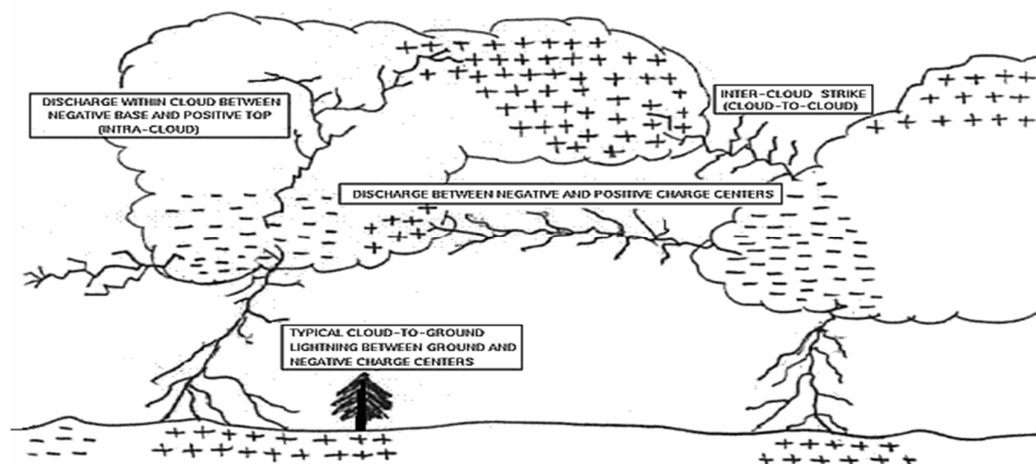 DISCHARGE WITHIN CLOUD BETWEEN
NEGATIVE BASE AND POSITIVE TOP
(INTRA-CLOUD)
INTER-CLOUD STRIKE
(CLOUD-TO-CLOUD)
DISCHARGE BETWEEN NEGATIVE AND POSITIVE CHARGE CENTERS
TYPICAL CLOUD-TO-GROUND
LIGHTNING BETWEEN GROUND AND
NEGATIVE CHARGE CENTERS